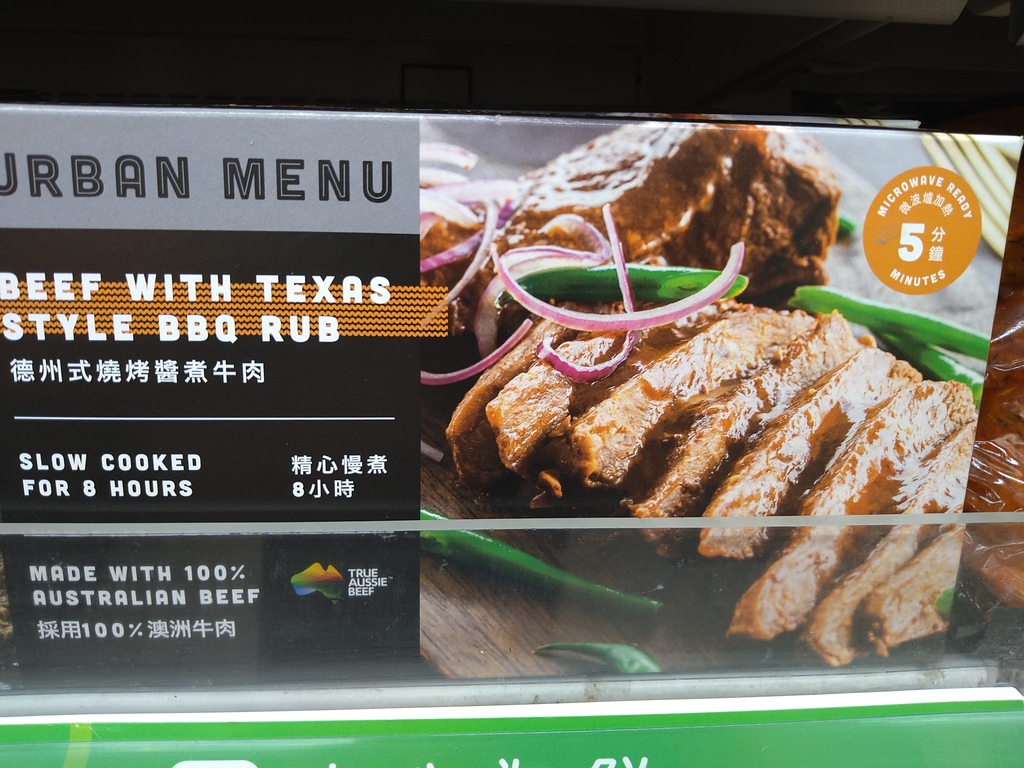 URBAN MENU
BEEF WITH TEXAS
STYLE BBQ RUB
德州式燒烤醬煮牛肉
SLOW COOKED
FOR 8 HOURS
精心慢煮
8小時
MADE WITH 100%
AUSTRALIAN BEEF
採用100%澳洲牛肉
TRUE
AUSSIE
BEEF™
MICROWAVE READY
微波爐加熱
5分鐘
MINUTES